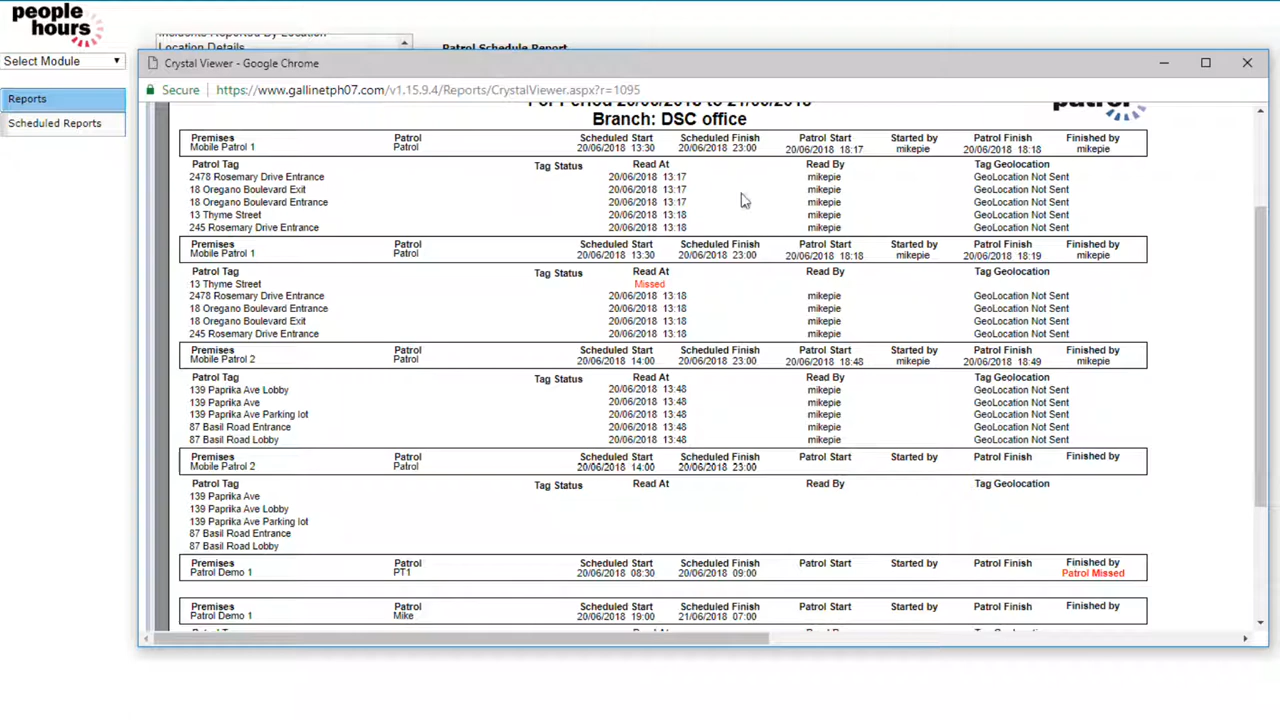 people
hours
Select Module
Reports
Scheduled Reports
Incidents Reported By Location
Location Details
Patrol Schedule Report
Crystal Viewer - Google Chrome
Secure https://www.gallinetph07.com/v1.15.9.4/Reports/CrystalViewer.aspx?r=1095
For Period 20/06/2018 to 21/06/2018 patrol
Branch: DSC office
Premises Patrol Scheduled Start Scheduled Finish Patrol Start Started by Patrol Finish Finished by
Mobile Patrol 1 Patrol 20/06/2018 13:30 20/06/2018 23:00 20/06/2018 18:17 mikepie 20/06/2018 18:18 mikepie
Patrol Tag Tag Status Read At Read By Tag Geolocation
2478 Rosemary Drive Entrance 20/06/2018 13:17 mikepie GeoLocation Not Sent
18 Oregano Boulevard Exit 20/06/2018 13:17 mikepie GeoLocation Not Sent
18 Oregano Boulevard Entrance 20/06/2018 13:17 mikepie GeoLocation Not Sent
13 Thyme Street 20/06/2018 13:18 mikepie GeoLocation Not Sent
245 Rosemary Drive Entrance 20/06/2018 13:18 mikepie GeoLocation Not Sent
Premises Patrol Scheduled Start Scheduled Finish Patrol Start Started by Patrol Finish Finished by
Mobile Patrol 1 Patrol 20/06/2018 13:30 20/06/2018 23:00 20/06/2018 18:18 mikepie 20/06/2018 18:19 mikepie
Patrol Tag Tag Status Read At Read By Tag Geolocation
13 Thyme Street Missed
2478 Rosemary Drive Entrance 20/06/2018 13:18 mikepie GeoLocation Not Sent
18 Oregano Boulevard Entrance 20/06/2018 13:18 mikepie GeoLocation Not Sent
18 Oregano Boulevard Exit 20/06/2018 13:18 mikepie GeoLocation Not Sent
245 Rosemary Drive Entrance 20/06/2018 13:18 mikepie GeoLocation Not Sent
Premises Patrol Scheduled Start Scheduled Finish Patrol Start Started by Patrol Finish Finished by
Mobile Patrol 2 Patrol 20/06/2018 14:00 20/06/2018 23:00 20/06/2018 18:48 mikepie 20/06/2018 18:49 mikepie
Patrol Tag Tag Status Read At Read By Tag Geolocation
139 Paprika Ave Lobby 20/06/2018 13:48 mikepie GeoLocation Not Sent
139 Paprika Ave 20/06/2018 13:48 mikepie GeoLocation Not Sent
139 Paprika Ave Parking lot 20/06/2018 13:48 mikepie GeoLocation Not Sent
87 Basil Road Entrance 20/06/2018 13:48 mikepie GeoLocation Not Sent
87 Basil Road Lobby 20/06/2018 13:48 mikepie GeoLocation Not Sent
Premises Patrol Scheduled Start Scheduled Finish Patrol Start Started by Patrol Finish Finished by
Mobile Patrol 2 Patrol 20/06/2018 14:00 20/06/2018 23:00
Patrol Tag Tag Status Read At Read By Tag Geolocation
139 Paprika Ave
139 Paprika Ave Lobby
139 Paprika Ave Parking lot
87 Basil Road Entrance
87 Basil Road Lobby
Premises Patrol Scheduled Start Scheduled Finish Patrol Start Started by Patrol Finish Finished by
Patrol Demo 1 PT1 20/06/2018 08:30 20/06/2018 09:00 Patrol Missed
Premises Patrol Scheduled Start Scheduled Finish Patrol Start Started by Patrol Finish Finished by
Patrol Demo 1 Mike 20/06/2018 19:00 21/06/2018 07:00